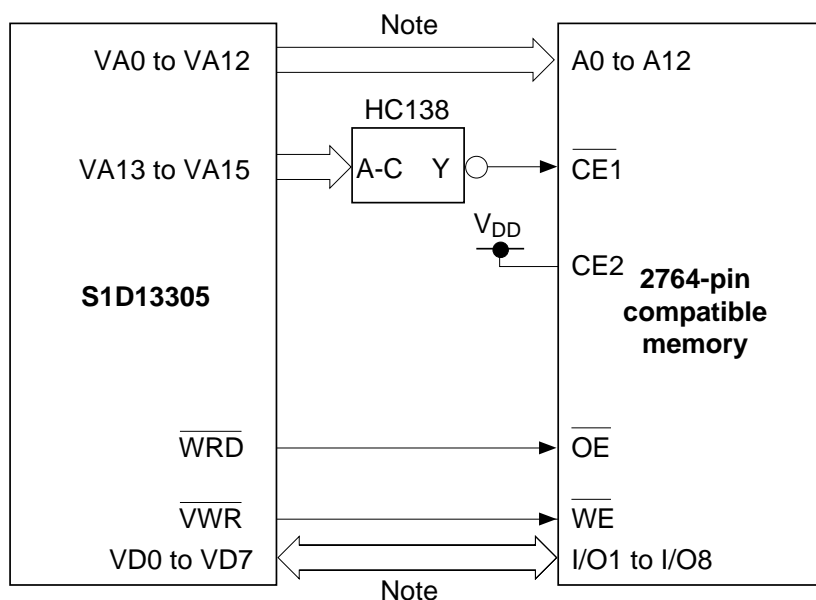 Note
VA0 to VA12
A0 to A12
HC138
VA13 to VA15
A-C
Y
CE1
VDD
CE2
S1D13305
2764-pin
compatible
memory
WRD
OE
VWR
WE
VD0 to VD7
I/O1 to I/O8
Note